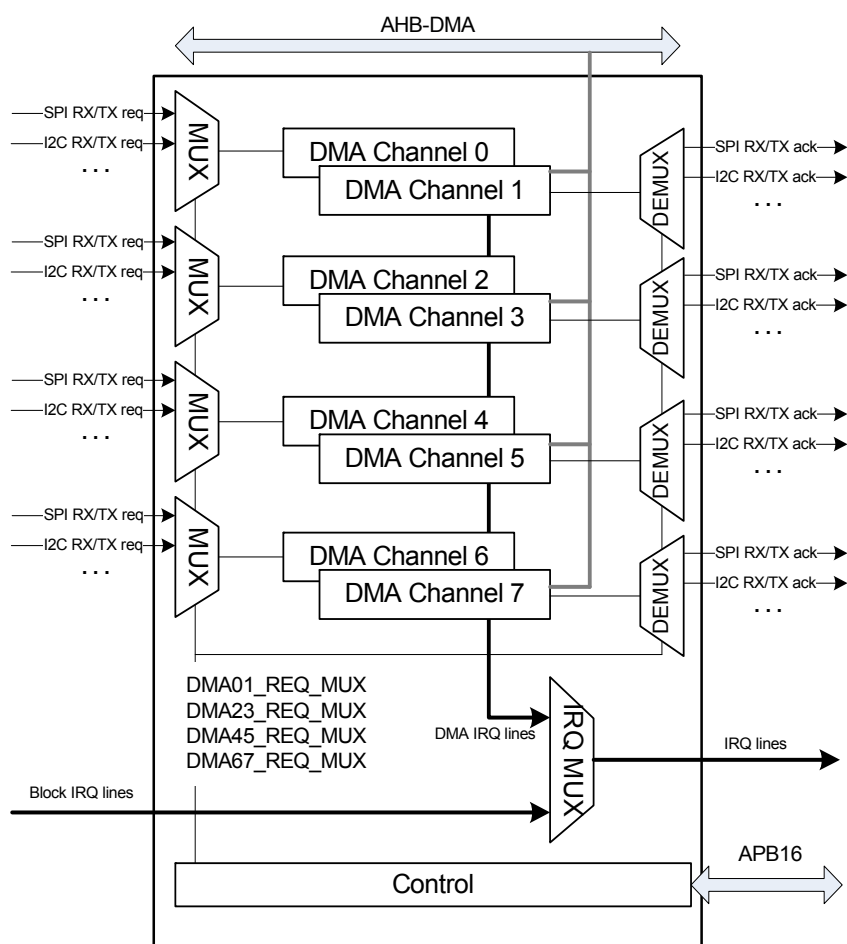 AHB-DMA
SPI RX/TX req
I2C RX/TX req
. . .
MUX
DMA Channel 0
DMA Channel 1
DEMUX
SPI RX/TX ack
I2C RX/TX ack
. . .
SPI RX/TX req
I2C RX/TX req
. . .
MUX
DMA Channel 2
DMA Channel 3
DEMUX
SPI RX/TX ack
I2C RX/TX ack
. . .
SPI RX/TX req
I2C RX/TX req
. . .
MUX
DMA Channel 4
DMA Channel 5
DEMUX
SPI RX/TX ack
I2C RX/TX ack
. . .
SPI RX/TX req
I2C RX/TX req
. . .
MUX
DMA Channel 6
DMA Channel 7
DEMUX
SPI RX/TX ack
I2C RX/TX ack
. . .
DMA01_REQ_MUX
DMA23_REQ_MUX
DMA45_REQ_MUX
DMA67_REQ_MUX
DMA IRQ lines
IRQ MUX
IRQ lines
Block IRQ lines
Control
APB16